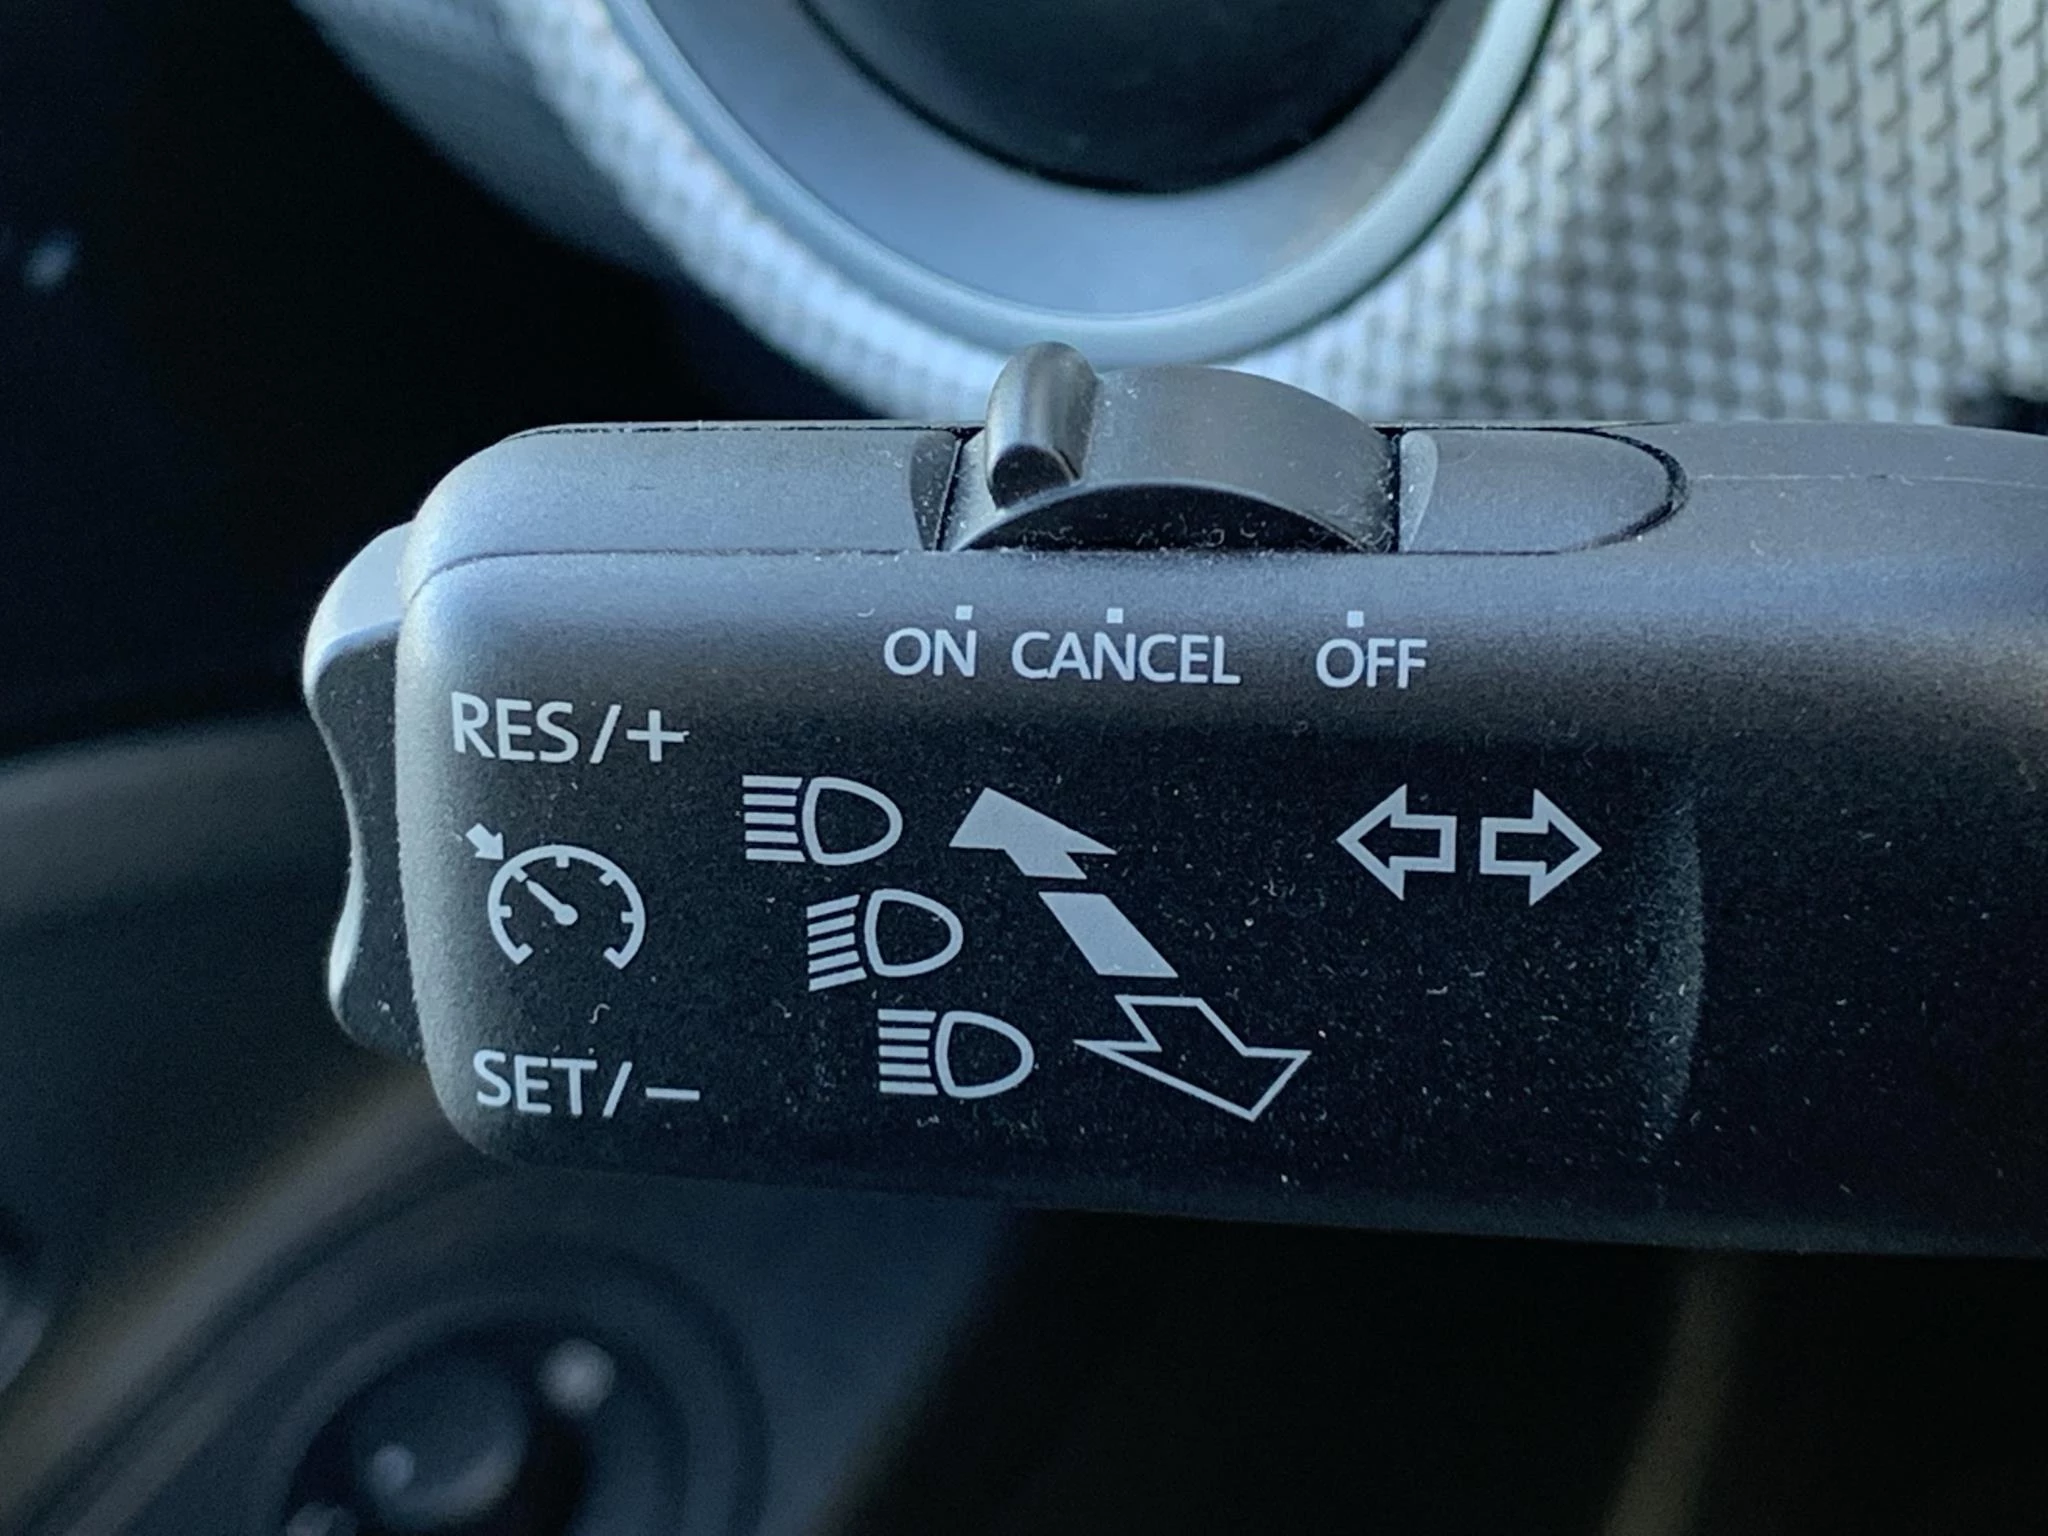 ON CANCEL OFF
RES/+
SET/−